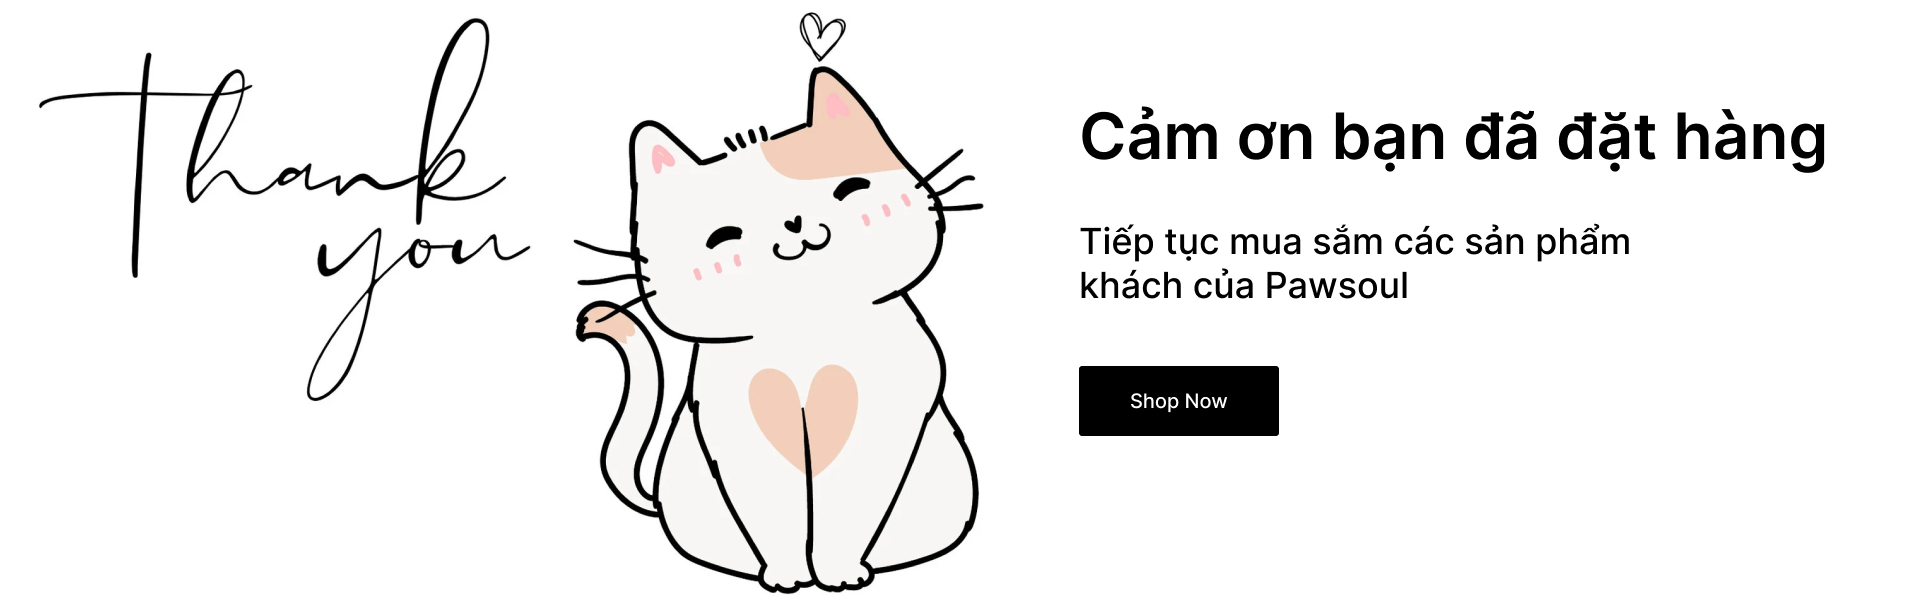 Thank
you
Cảm ơn bạn đã đặt hàng
Tiếp tục mua sắm các sản phẩm
khách của Pawsoul
Shop Now